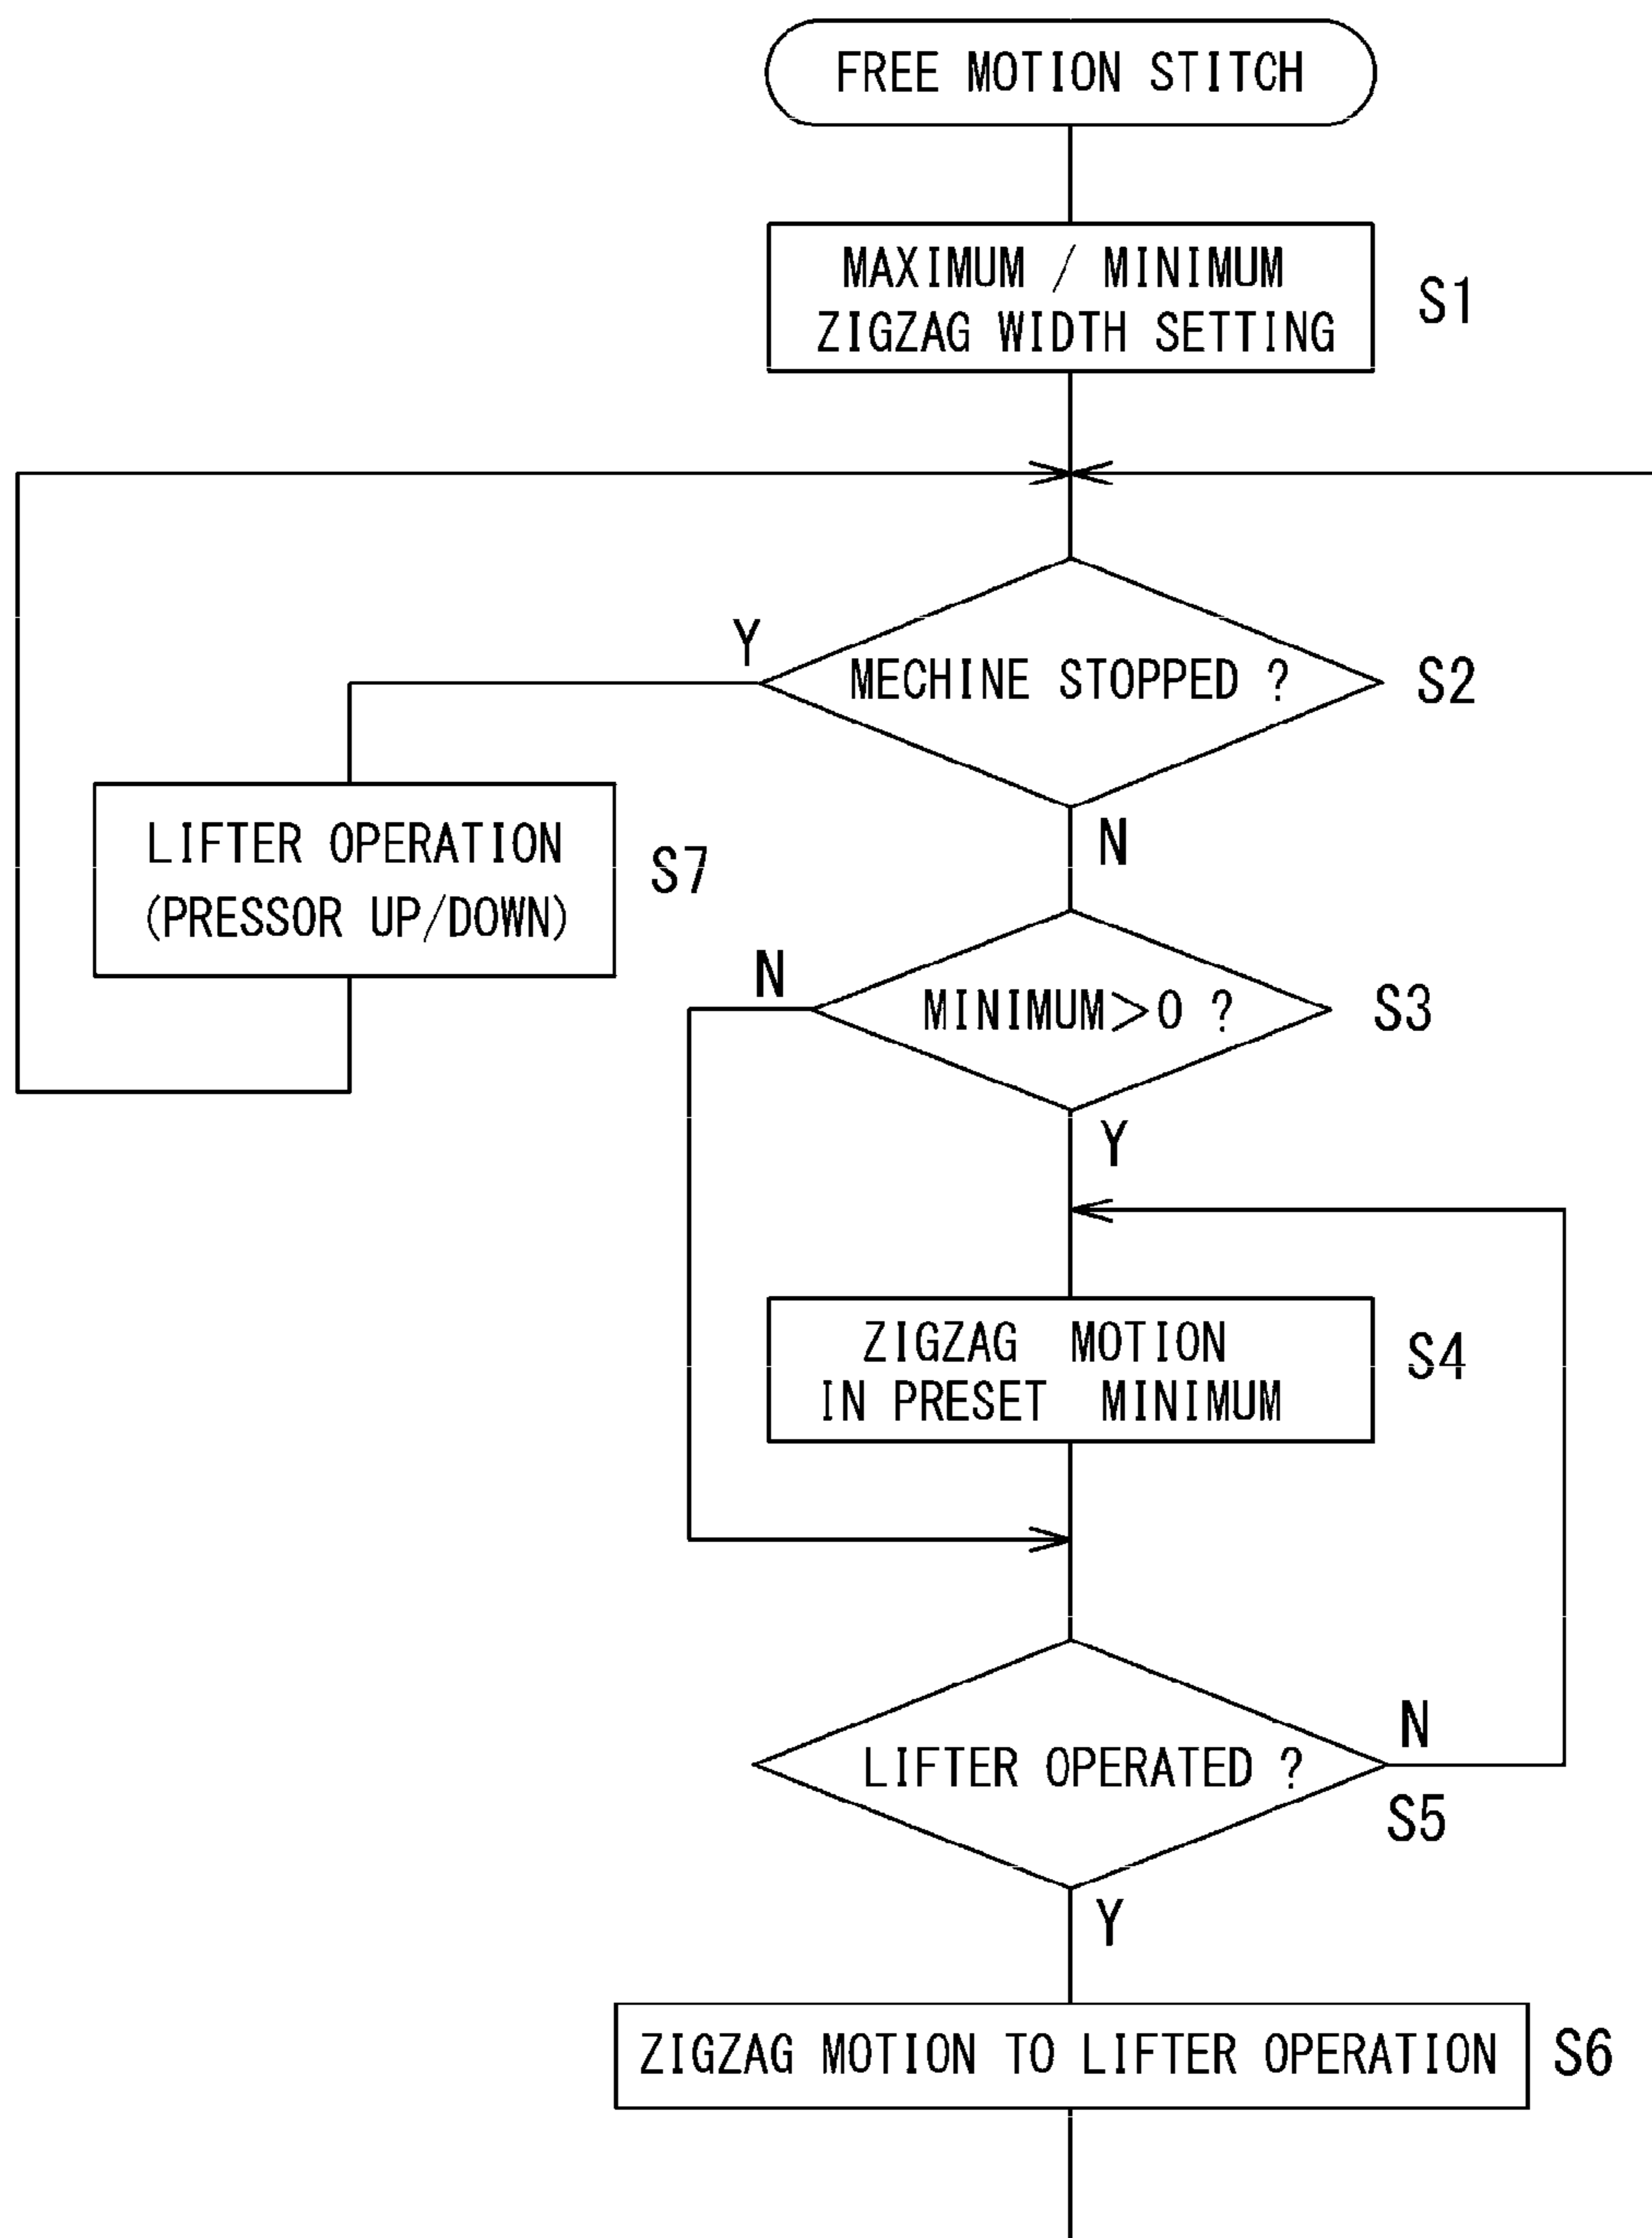 FREE MOTION STITCH
MAXIMUM / MINIMUM
ZIGZAG WIDTH SETTING
S1
Y
MECHINE STOPPED ?
S2
N
LIFTER OPERATION
(PRESSOR UP/DOWN)
S7
N
MINIMUM>0 ?
S3
Y
ZIGZAG MOTION
IN PRESET MINIMUM
S4
LIFTER OPERATED ?
N
S5
Y
ZIGZAG MOTION TO LIFTER OPERATION
S6